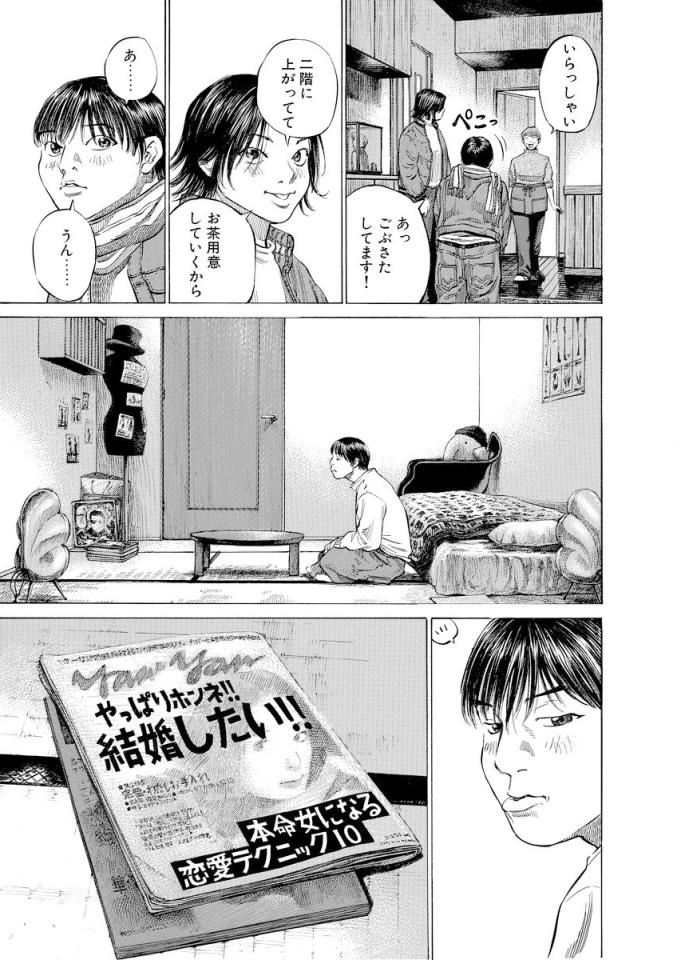 いらっしゃい
ぺこっ
あっ
ごぶさた
してます!
二階に
上がってて
お茶用意
していくから
あ……
うん……
You You
やっぱりホンネ!!
結婚したい!!
本命女になる
恋愛テクニック10